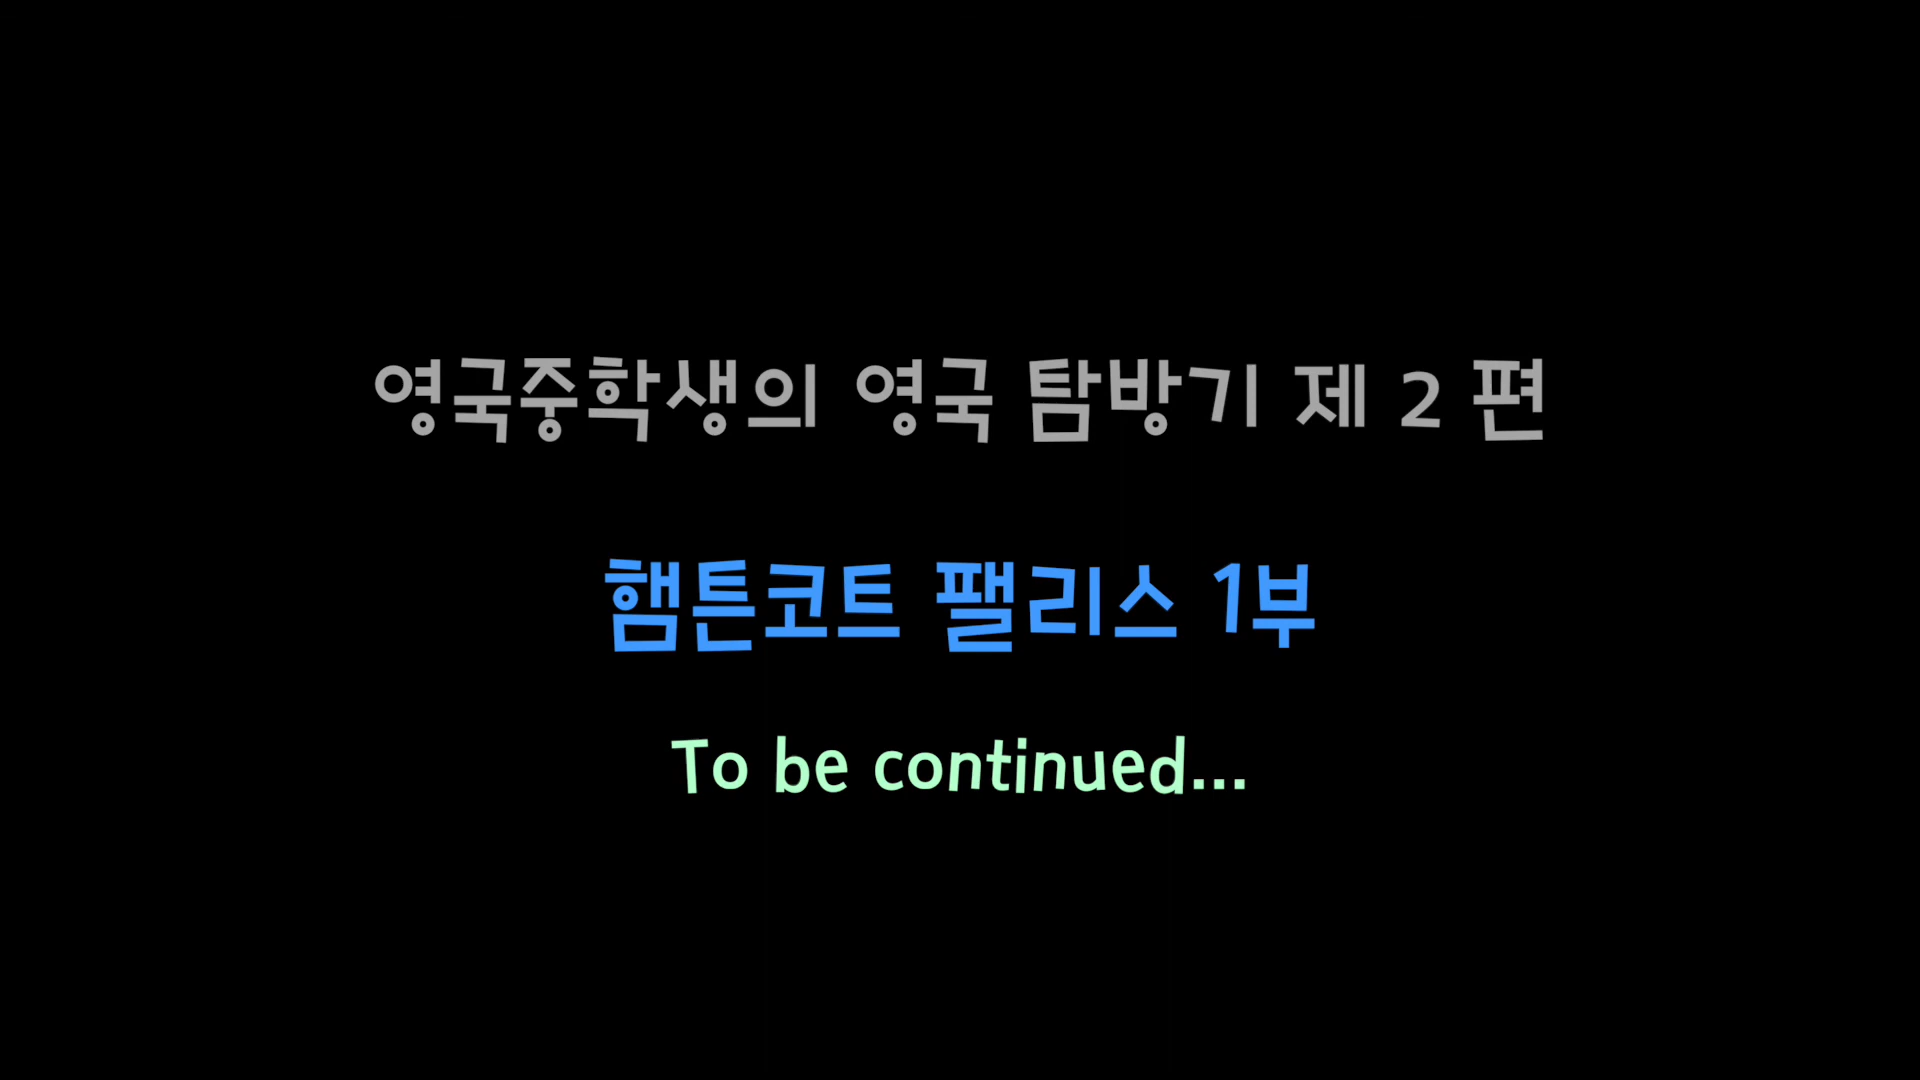 영국중학생의 영국 탐방기 제 2 편
햄튼코트 팰리스 1부
To be continued...